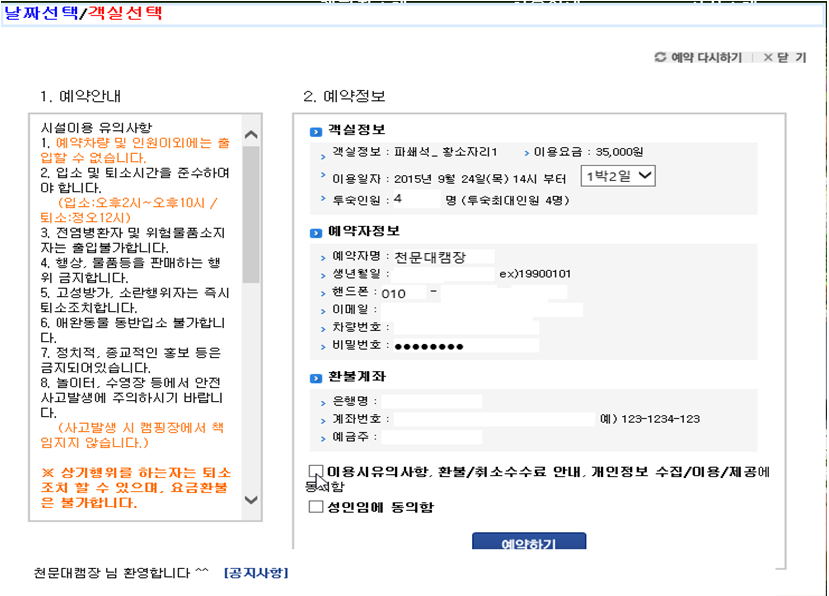 날짜선택/객실선택
예약 다시하기 | × 닫 기
1. 예약안내
시설이용 유의사항
1. 예약차량 및 인원이외에는 출
입할 수 없습니다.
2. 입소 및 퇴소시간을 준수하여
야 합니다.
(입소:오후2시~오후10시 /
퇴소:정오12시)
3. 전염병환자 및 위험물품소지
자는 출입불가합니다.
4. 행상, 물품등을 판매하는 행
위 금지합니다.
5. 고성방가, 소란행위자는 즉시
퇴소조치합니다.
6. 애완동물 동반입소 불가합니
다.
7. 정치적, 종교적인 홍보 등은
금지되어있습니다.
8. 놀이터, 수영장 등에서 안전
사고발생에 주의하시기 바랍니
다.
(사고발생 시 캠핑장에서 책
임지지 않습니다.)
※ 상기행위를 하는자는 퇴소
조치 할 수 있으며, 요금환불
은 불가합니다.
2. 예약정보
객실정보
객실정보 : 파쇄석_ 황소자리1 이용요금 : 35,000원
이용일자 : 2015년 9월 24일(목) 14시 부터 1박2일
투숙인원 : 4 명 (투숙최대인원 4명)
예약자정보
예약자명 : 천문대캠장
생년월일 : ex)19900101
핸드폰 : 010 -
이메일 :
차량번호 :
비밀번호 : ●●●●●●●●
환불계좌
은행명 :
계좌번호 : 예) 123-1234-123
예금주 :
이용시유의사항, 환불/취소수수료 안내, 개인정보 수집/이용/제공에
동의함
성인임에 동의함
예약하기
천문대캠장 님 환영합니다 ^^ [공지사항]